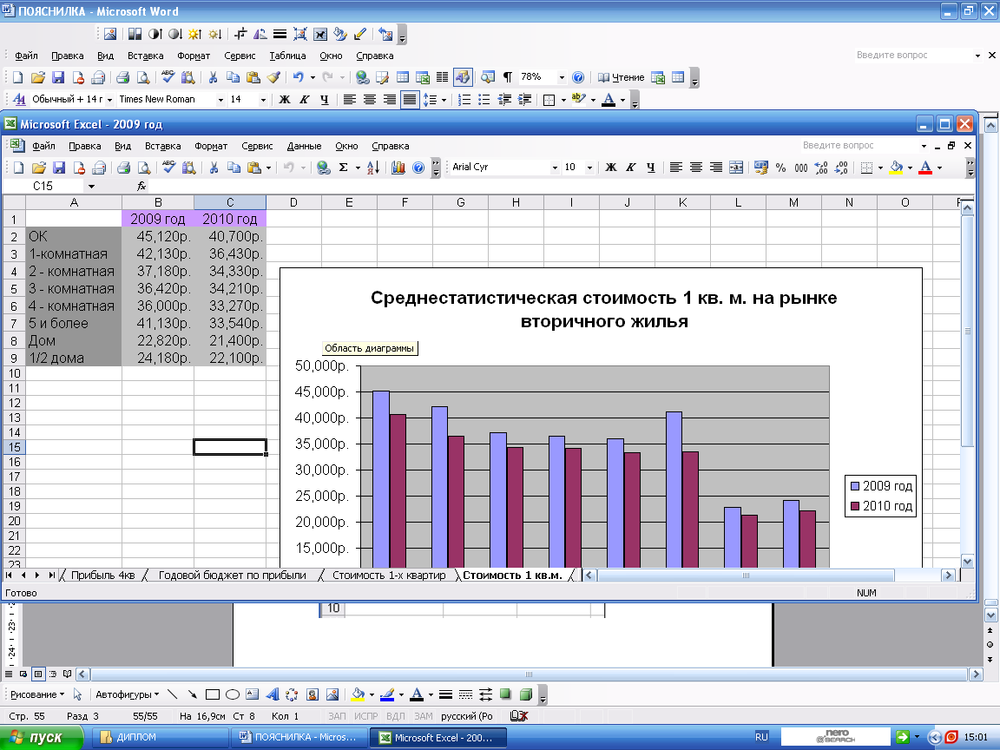 ПОЯСНИЛКА - Microsoft Word
Файл Правка Вид Вставка Формат Сервис Таблица Окно Справка Введите вопрос
78% Чтение
Обычный + 14 г Times New Roman 14 Ж К Ч
Microsoft Excel - 2009 год
Файл Правка Вид Вставка Формат Сервис Данные Окно Справка Введите вопрос
Arial Cyr 10 Ж К Ч % 000
C15 fx
A B C D E F G H I J K L M N O P
1 2009 год 2010 год
2 ОК 45,120р. 40,700р.
3 1-комнатная 42,130р. 36,430р.
4 2 - комнатная 37,180р. 34,330р.
5 3 - комнатная 36,420р. 34,210р.
6 4 - комнатная 36,000р. 33,270р.
7 5 и более 41,130р. 33,540р.
8 Дом 22,820р. 21,400р.
9 1/2 дома 24,180р. 22,100р.
10
11
12
13
14
15
16
17
18
19
20
21
22
23
Среднестатистическая стоимость 1 кв. м. на рынке
вторичного жилья
Область диаграммы
50,000р.
45,000р.
40,000р.
35,000р.
30,000р.
25,000р.
20,000р.
15,000р.
2009 год
2010 год
Прибыль 4кв Годовой бюджет по прибыли Стоимость 1-х квартир Стоимость 1 кв.м.
Готово NUM
10
Рисование Автофигуры
Стр. 55 Разд 3 55/55 На 16,9см Ст 8 Кол 1 ЗАП ИСПР ВДЛ ЗАМ русский (Ро
пуск ДИПЛОМ ПОЯСНИЛКА - Micros... Microsoft Excel - 200... RU nero SEARCH 15:01